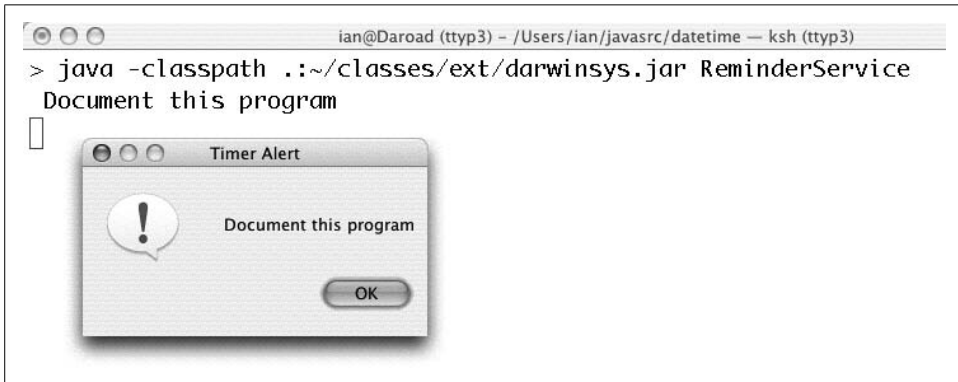 ian@Daroad (ttyp3) – /Users/ian/javasrc/datetime — ksh (ttyp3)
> java -classpath .:~/classes/ext/darwinsys.jar ReminderService
Document this program
Timer Alert
Document this program
OK